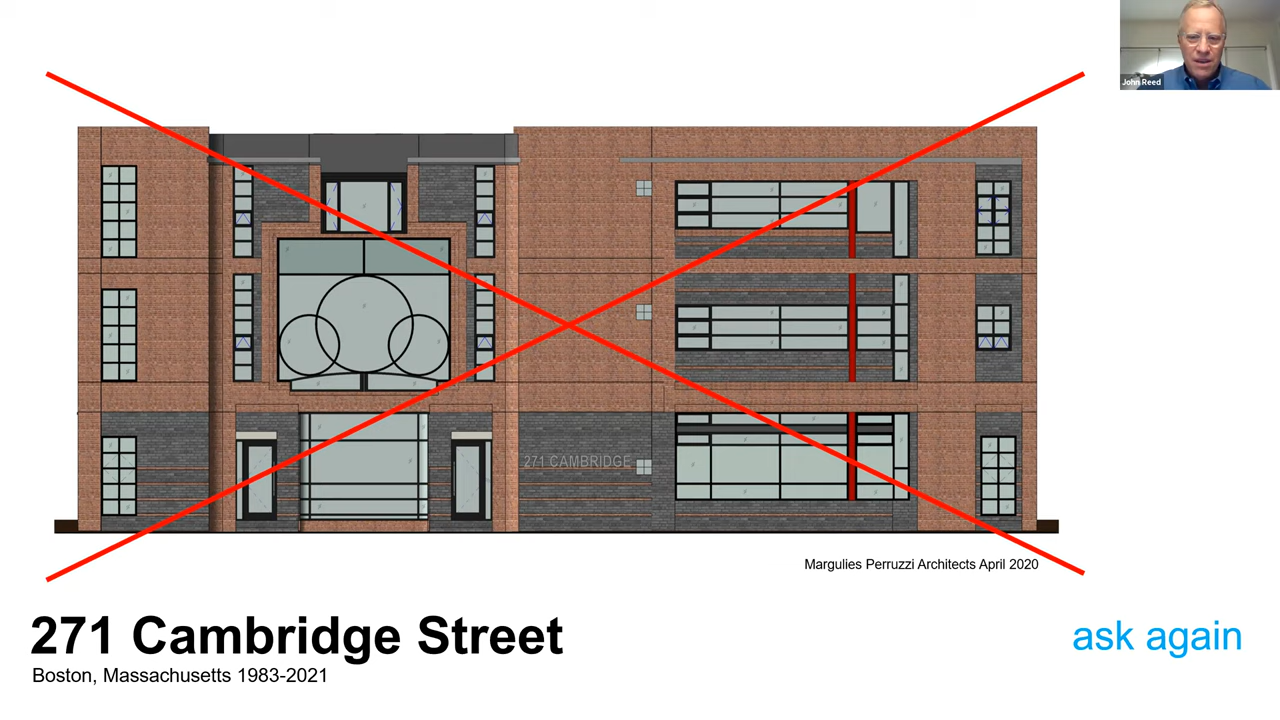 John Reed
271 CAMBRIDGE
Margulies Perruzzi Architects April 2020
271 Cambridge Street
ask again
Boston, Massachusetts 1983-2021